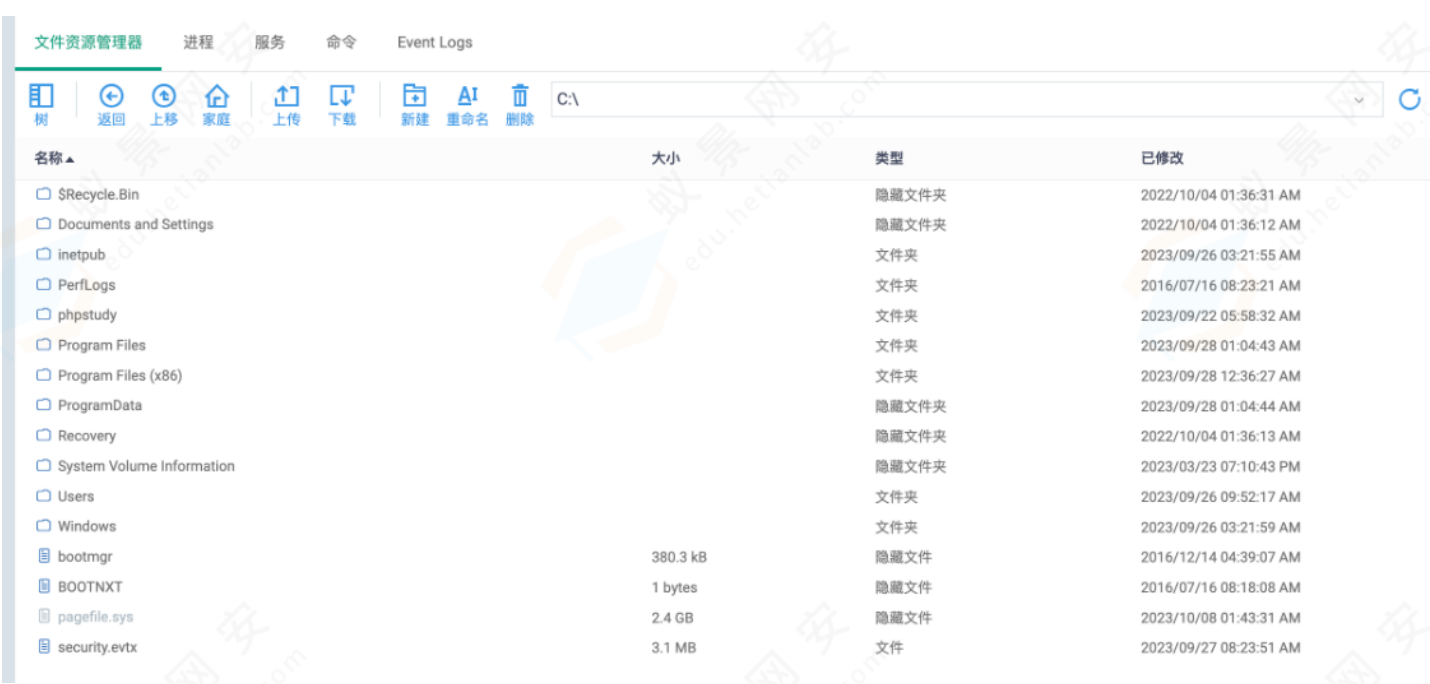 文件资源管理器 进程 服务 命令 Event Logs
树 返回 上移 家庭 上传 下载 新建 AI 重命名 删除 C:\
名称 大小 类型 已修改
$Recycle.Bin 隐藏文件夹 2022/10/04 01:36:31 AM
Documents and Settings 隐藏文件夹 2022/10/04 01:36:12 AM
inetpub 文件夹 2023/09/26 03:21:55 AM
PerfLogs 文件夹 2016/07/16 08:23:21 AM
phpstudy 文件夹 2023/09/22 05:58:32 AM
Program Files 文件夹 2023/09/28 01:04:43 AM
Program Files (x86) 文件夹 2023/09/28 12:36:27 AM
ProgramData 隐藏文件夹 2023/09/28 01:04:44 AM
Recovery 隐藏文件夹 2022/10/04 01:36:13 AM
System Volume Information 隐藏文件夹 2023/03/23 07:10:43 PM
Users 文件夹 2023/09/26 09:52:17 AM
Windows 文件夹 2023/09/26 03:21:59 AM
bootmgr 380.3 kB 隐藏文件 2016/12/14 04:39:07 AM
BOOTNXT 1 bytes 隐藏文件 2016/07/16 08:18:08 AM
pagefile.sys 2.4 GB 隐藏文件 2023/10/08 01:43:31 AM
security.evtx 3.1 MB 文件 2023/09/27 08:23:51 AM
蚁景网安
edu.hetianlab.com